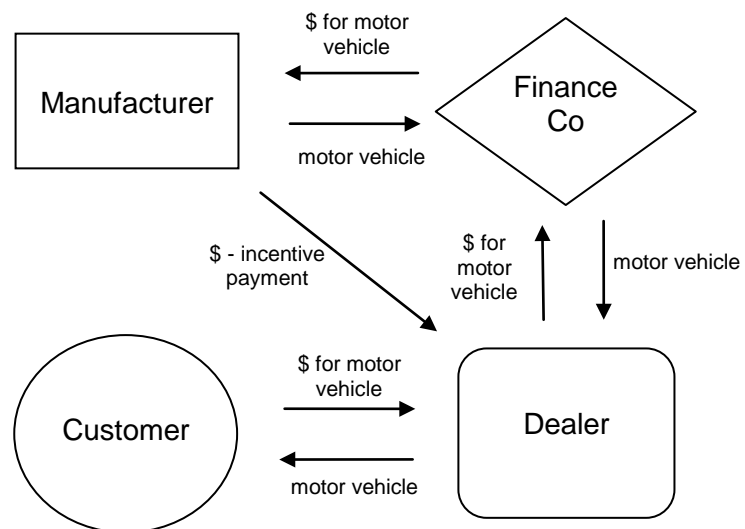 $ for motor
vehicle
Manufacturer
Finance
Co
motor vehicle
$ - incentive
payment
$ for
motor
vehicle
motor vehicle
$ for motor
vehicle
Customer
Dealer
motor vehicle